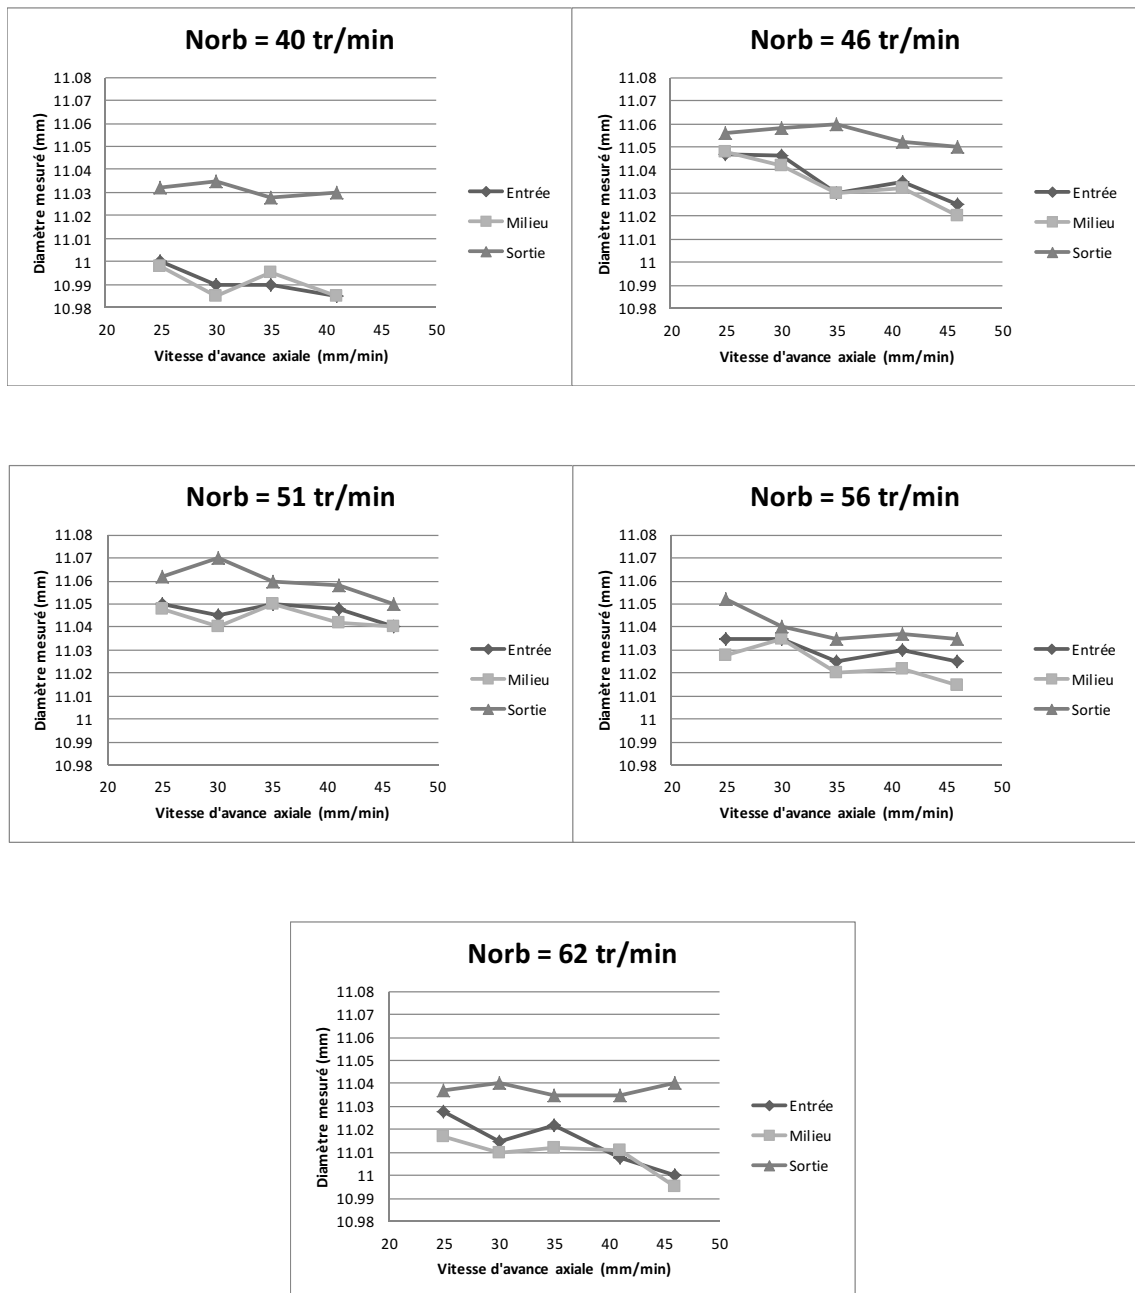 Norb = 40 tr/min
Diamètre mesuré (mm)
11.08
11.07
11.06
11.05
11.04
11.03
11.02
11.01
11
10.99
10.98
20 25 30 35 40 45 50
Vitesse d'avance axiale (mm/min)
Entrée
Milieu
Sortie
Norb = 46 tr/min
Diamètre mesuré (mm)
11.08
11.07
11.06
11.05
11.04
11.03
11.02
11.01
11
10.99
10.98
20 25 30 35 40 45 50
Vitesse d'avance axiale (mm/min)
Entrée
Milieu
Sortie
Norb = 51 tr/min
Diamètre mesuré (mm)
11.08
11.07
11.06
11.05
11.04
11.03
11.02
11.01
11
10.99
10.98
20 25 30 35 40 45 50
Vitesse d'avance axiale (mm/min)
Entrée
Milieu
Sortie
Norb = 56 tr/min
Diamètre mesuré (mm)
11.08
11.07
11.06
11.05
11.04
11.03
11.02
11.01
11
10.99
10.98
20 25 30 35 40 45 50
Vitesse d'avance axiale (mm/min)
Entrée
Milieu
Sortie
Norb = 62 tr/min
Diamètre mesuré (mm)
11.08
11.07
11.06
11.05
11.04
11.03
11.02
11.01
11
10.99
10.98
20 25 30 35 40 45 50
Vitesse d'avance axiale (mm/min)
Entrée
Milieu
Sortie